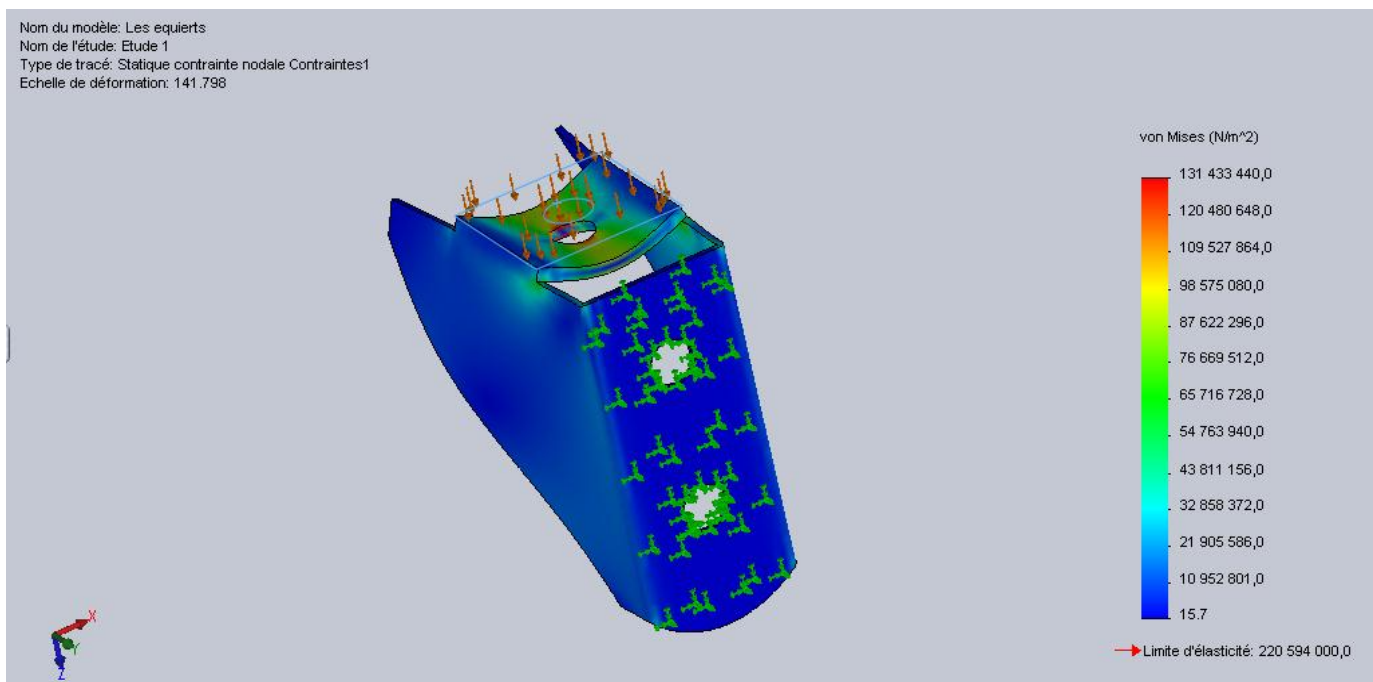 Nom du modèle: Les equierts
Nom de l'étude: Etude 1
Type de tracé: Statique contrainte nodale Contraintes1
Echelle de déformation: 141.798
von Mises (N/m^2)
131 433 440,0
120 480 648,0
109 527 864,0
98 575 080,0
87 622 296,0
76 669 512,0
65 716 728,0
54 763 940,0
43 811 156,0
32 858 372,0
21 905 586,0
10 952 801,0
15.7
Limite d'élasticité: 220 594 000,0
X
Y
Z